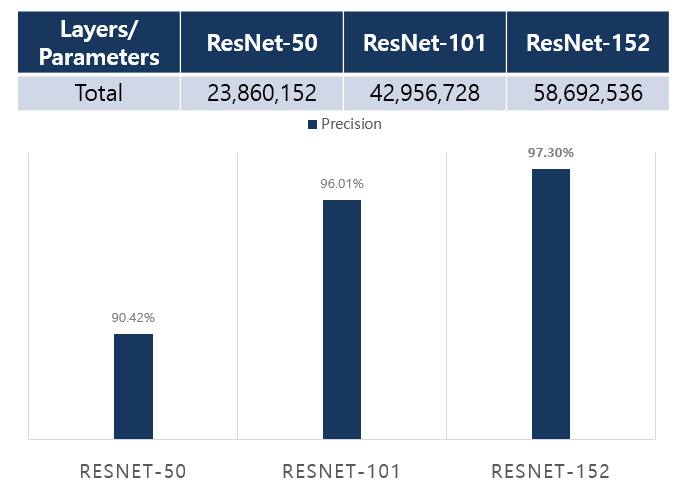 Layers/ Parameters ResNet-50 ResNet-101 ResNet-152
Total 23,860,152 42,956,728 58,692,536
Precision
97.30%
96.01%
90.42%
RESNET-50 RESNET-101 RESNET-152